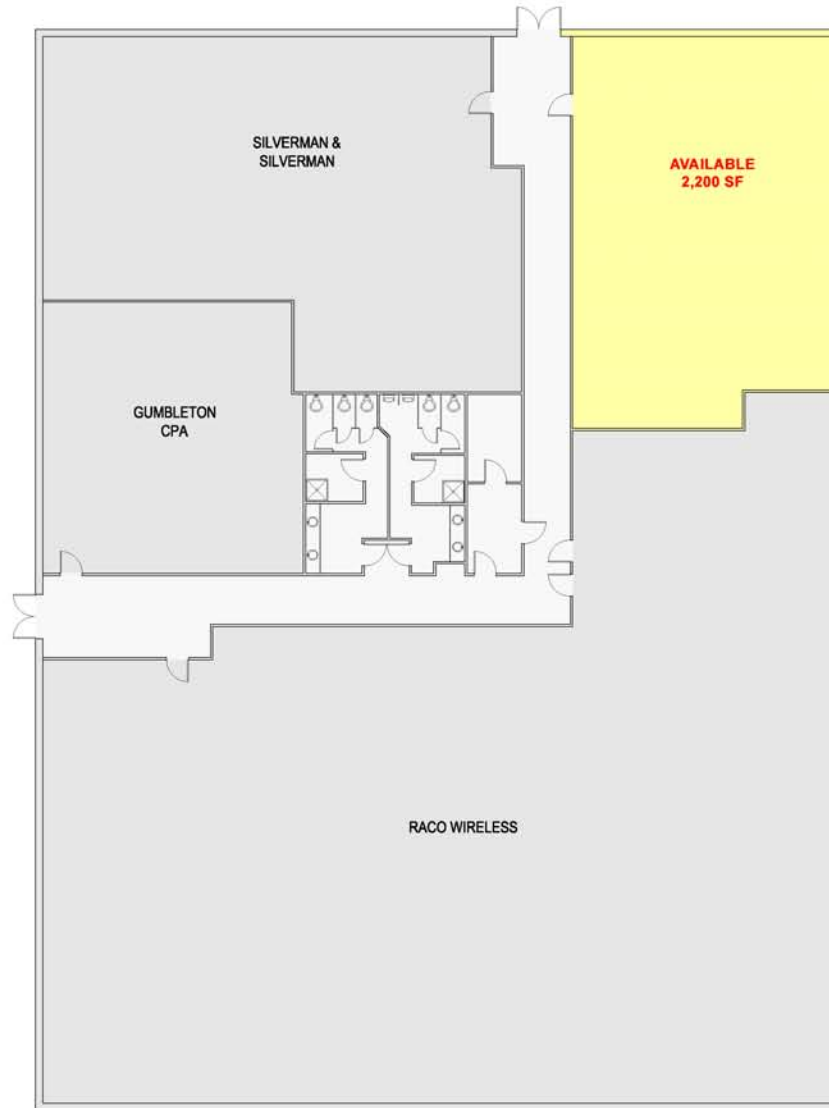 SILVERMAN &
SILVERMAN
AVAILABLE
2,200 SF
GUMBLETON
CPA
RACO WIRELESS